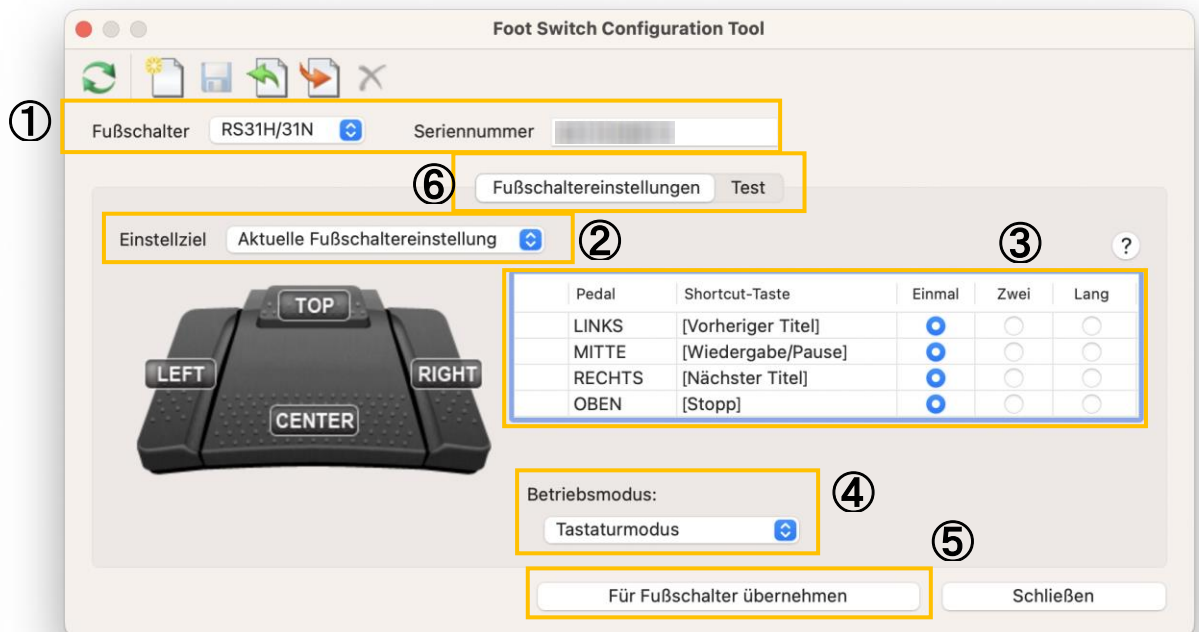 Foot Switch Configuration Tool
①
Fußschalter RS31H/31N Seriennummer
⑥ Fußschaltereinstellungen Test
Einstellziel Aktuelle Fußschaltereinstellung ② ③ ?
Pedal Shortcut-Taste Einmal Zwei Lang
LINKS [Vorheriger Titel]
MITTE [Wiedergabe/Pause]
RECHTS [Nächster Titel]
OBEN [Stopp]
TOP
LEFT RIGHT
CENTER
Betriebsmodus: ④
Tastaturmodus
⑤
Für Fußschalter übernehmen Schließen